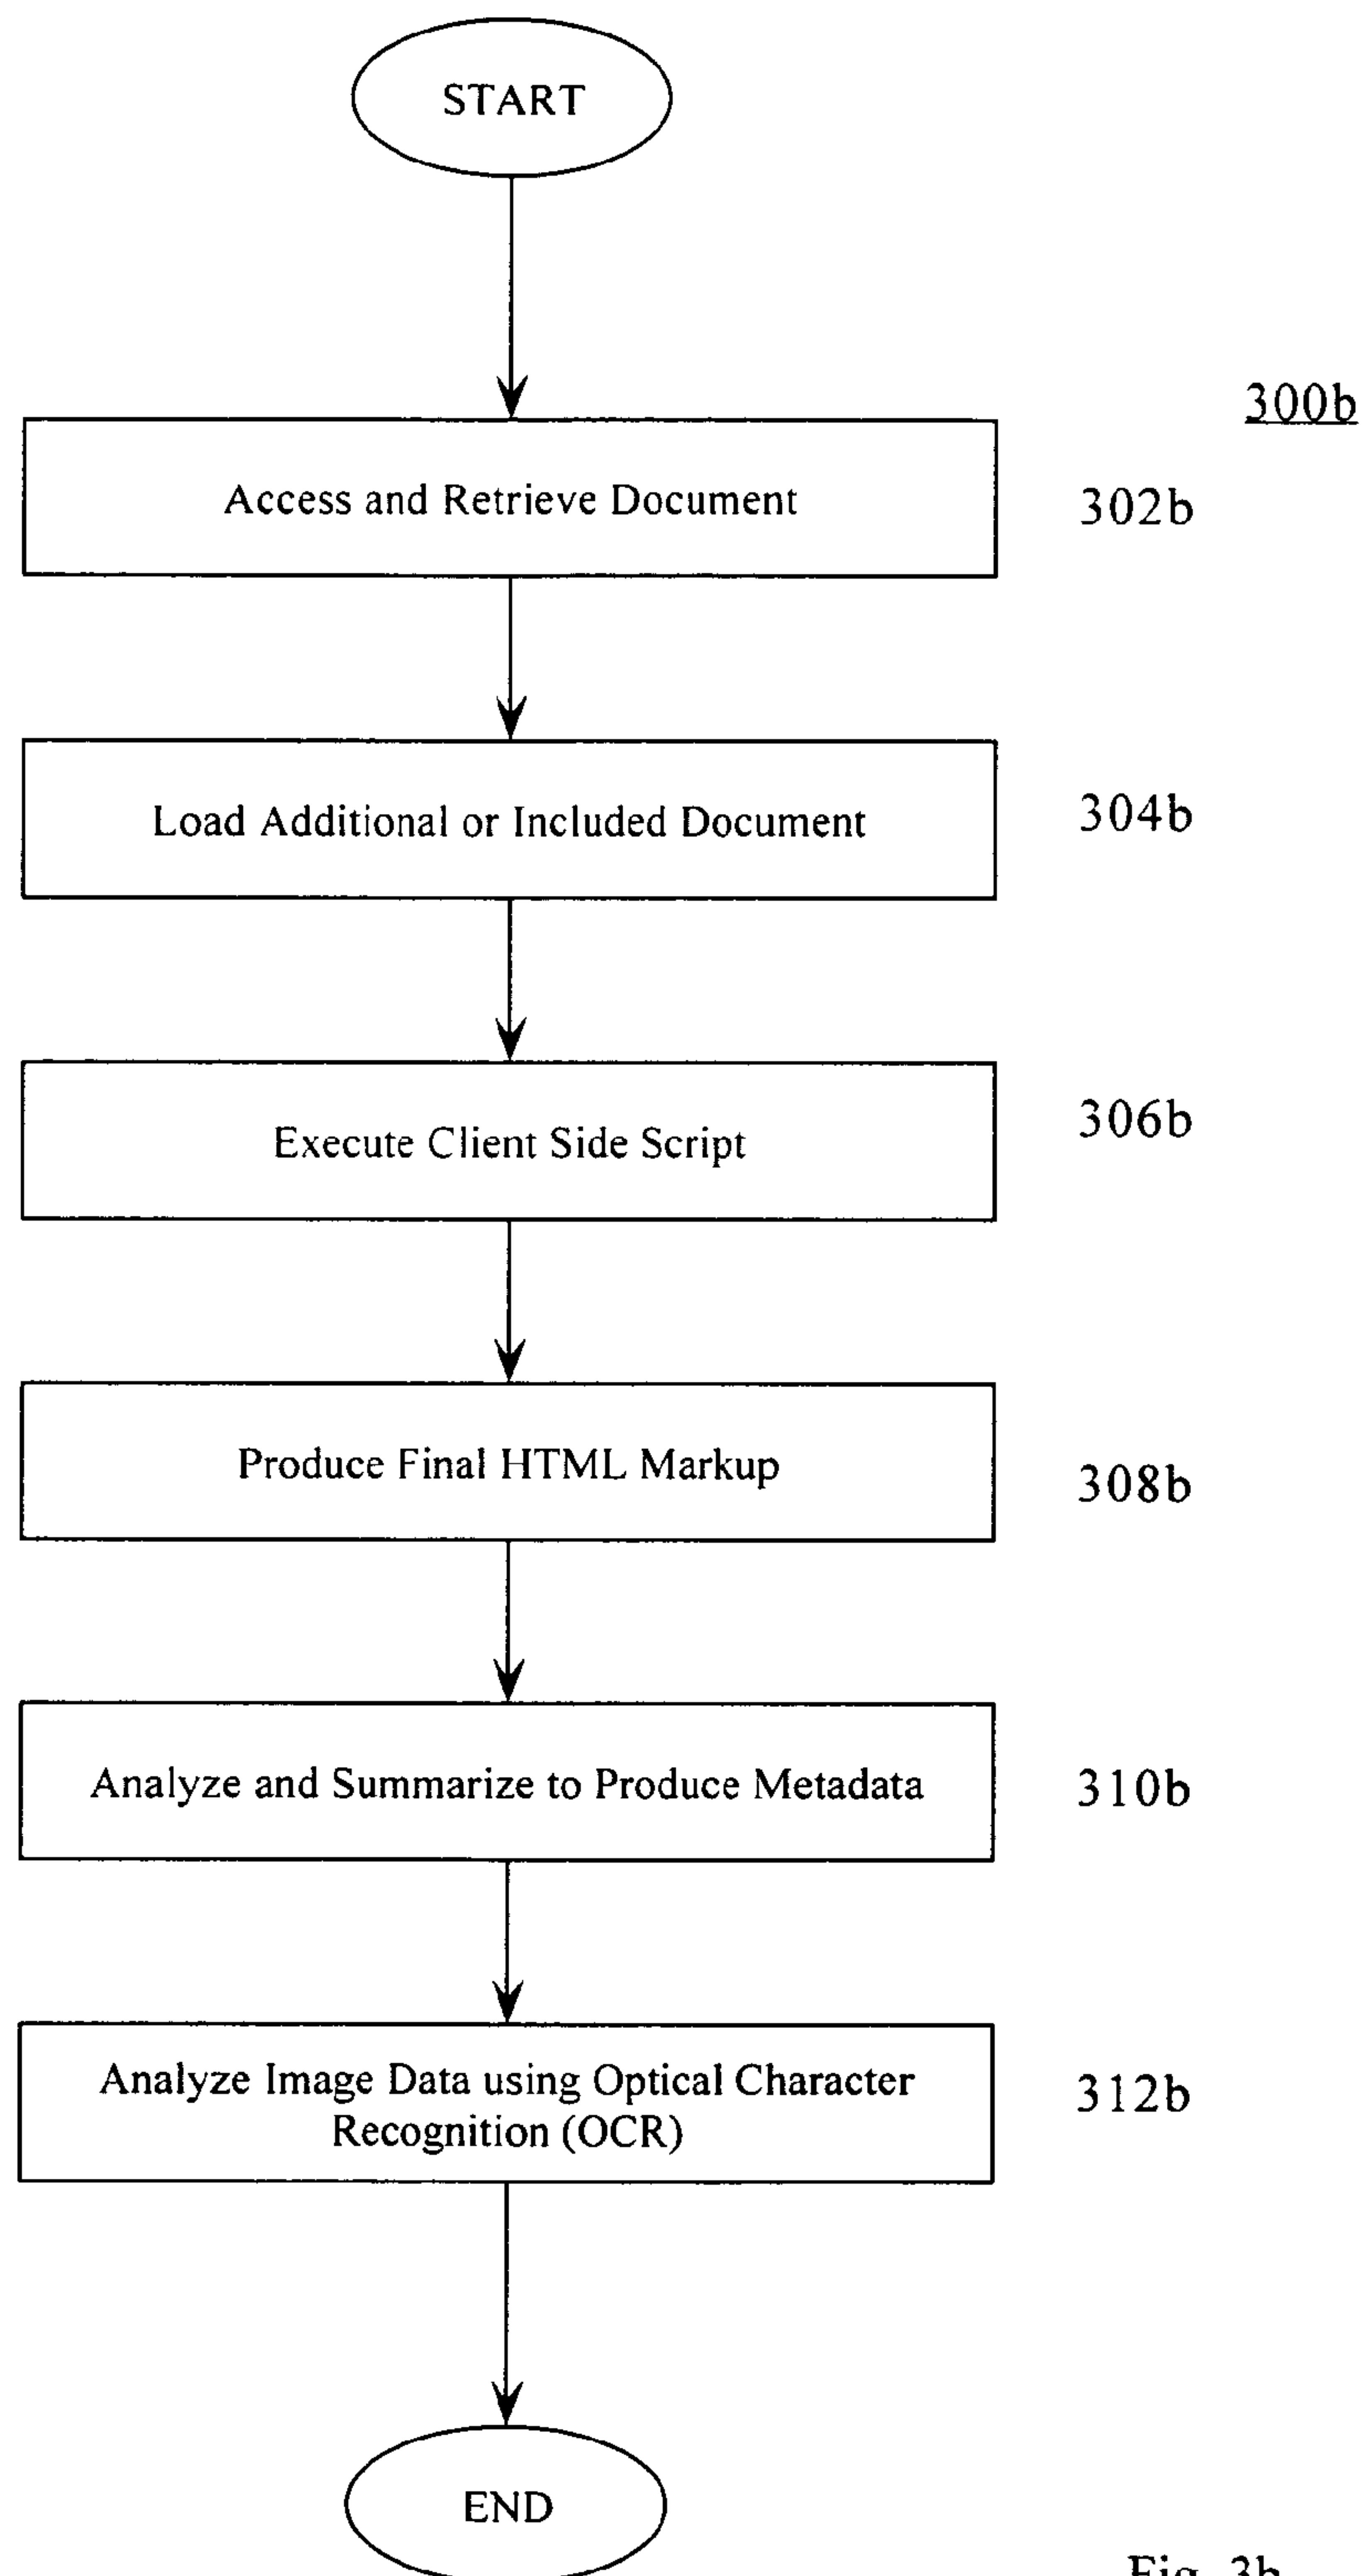 START
300b
Access and Retrieve Document
302b
Load Additional or Included Document
304b
Execute Client Side Script
306b
Produce Final HTML Markup
308b
Analyze and Summarize to Produce Metadata
310b
Analyze Image Data using Optical Character
Recognition (OCR)
312b
END
Fig. 3b